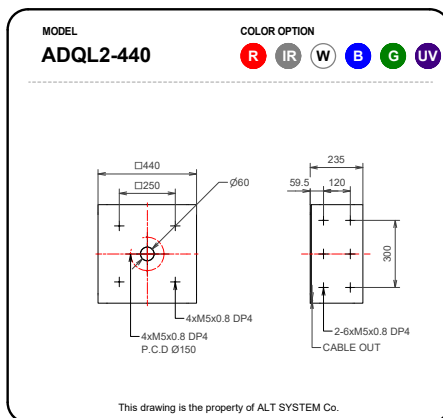 MODEL
COLOR OPTION
ADQL2-440
R IR W B G UV
□440
□250
Ø60
235
59.5 120
300
4xM5x0.8 DP4
4xM5x0.8 DP4
P.C.D Ø150
2-6xM5x0.8 DP4
CABLE OUT
This drawing is the property of ALT SYSTEM Co.